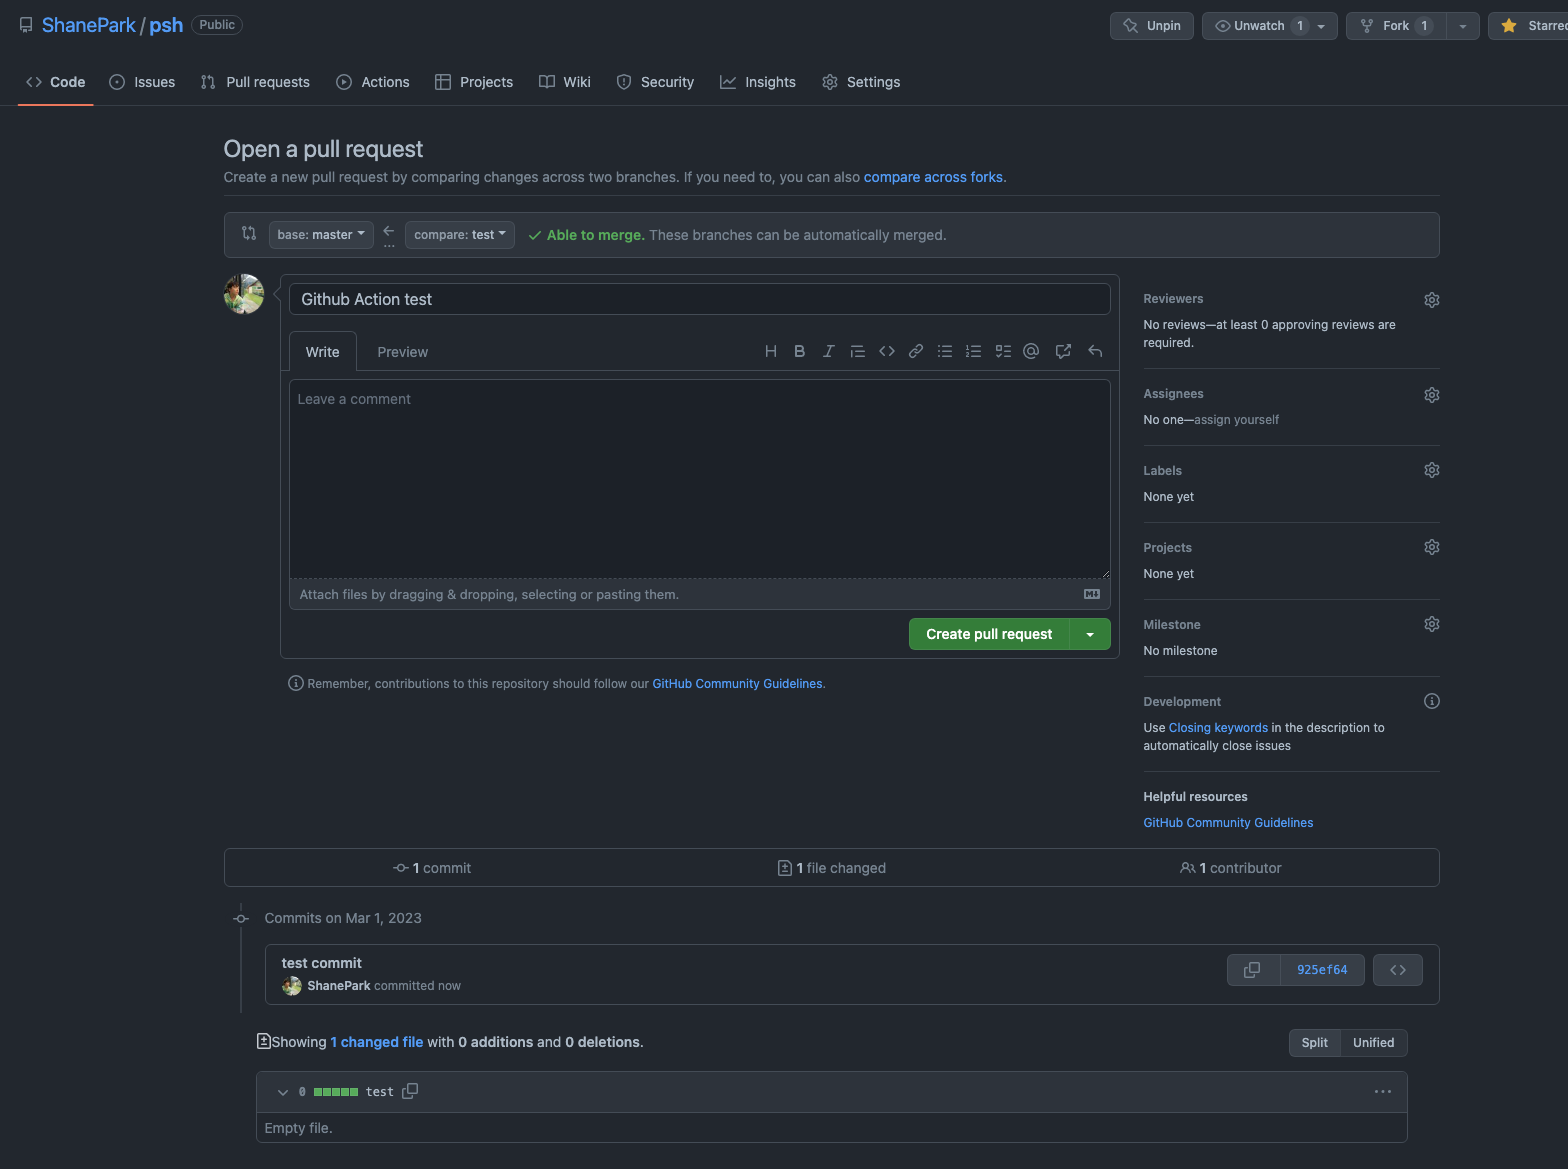 ShanePark / psh Public
Unpin Unwatch 1 Fork 1 Starred
Code Issues Pull requests Actions Projects Wiki Security Insights Settings
Open a pull request
Create a new pull request by comparing changes across two branches. If you need to, you can also compare across forks.
base: master ... compare: test Able to merge. These branches can be automatically merged.
Github Action test
Write Preview
Leave a comment
Attach files by dragging & dropping, selecting or pasting them.
Create pull request
Remember, contributions to this repository should follow our GitHub Community Guidelines.
Reviewers
No reviews—at least 0 approving reviews are
required.
Assignees
No one—assign yourself
Labels
None yet
Projects
None yet
Milestone
No milestone
Development
Use Closing keywords in the description to
automatically close issues
Helpful resources
GitHub Community Guidelines
1 commit 1 file changed 1 contributor
Commits on Mar 1, 2023
test commit
ShanePark committed now
925ef64
Showing 1 changed file with 0 additions and 0 deletions.
Split Unified
0 test
Empty file.